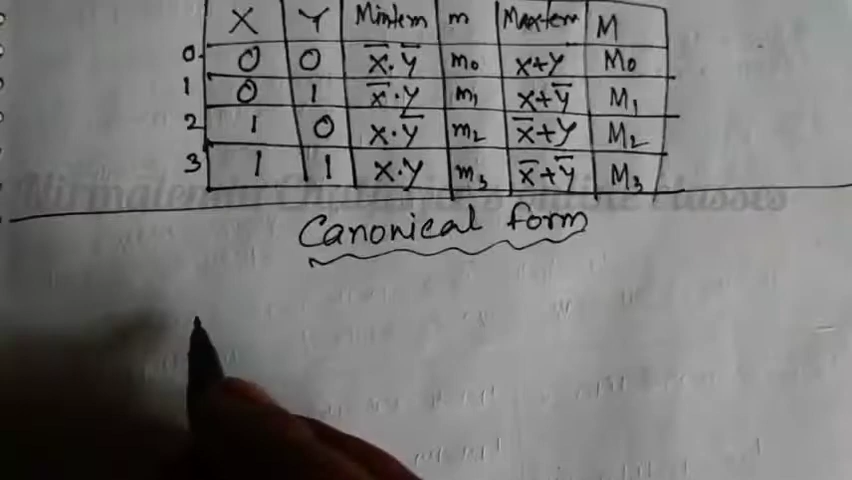 X Y Minterm m Maxterm M
0. 0 0 X̅.Y̅ m₀ X+Y M₀
1 0 1 X̅.Y m₁ X+Y̅ M₁
2 1 0 X.Y̅ m₂ X̅+Y M₂
3 1 1 X.Y m₃ X̅+Y̅ M₃
Canonical form